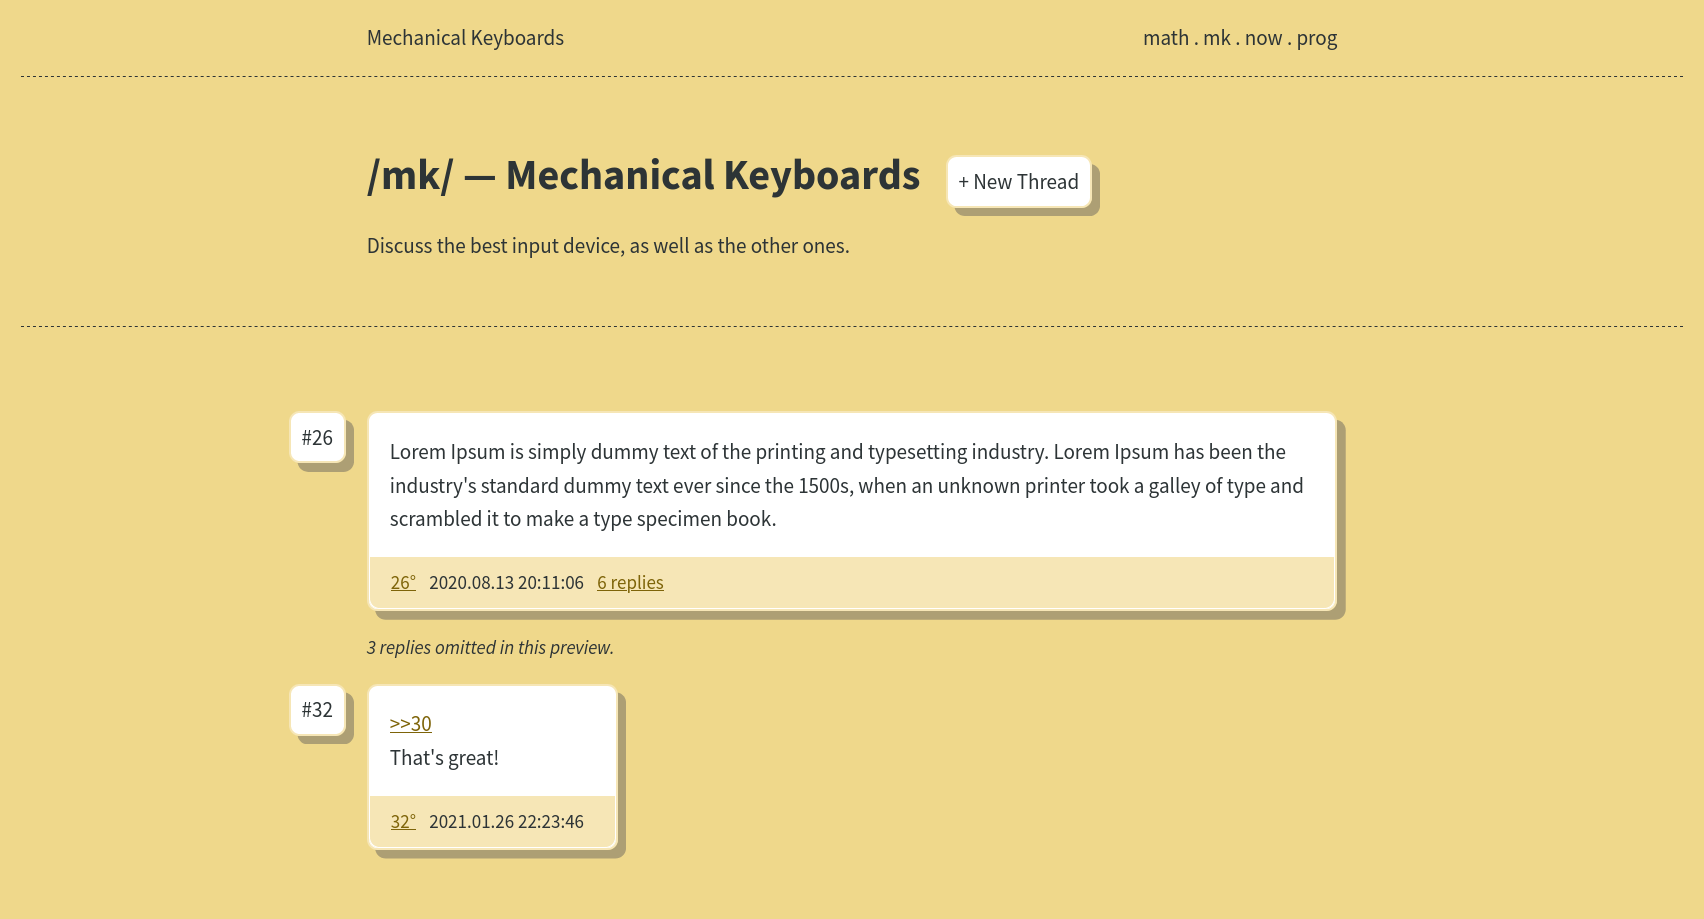 Mechanical Keyboards
math . mk . now . prog
/mk/ — Mechanical Keyboards
+ New Thread
Discuss the best input device, as well as the other ones.
#26
Lorem Ipsum is simply dummy text of the printing and typesetting industry. Lorem Ipsum has been the
industry's standard dummy text ever since the 1500s, when an unknown printer took a galley of type and
scrambled it to make a type specimen book.
26° 2020.08.13 20:11:06 6 replies
3 replies omitted in this preview.
#32
>>30
That's great!
32° 2021.01.26 22:23:46